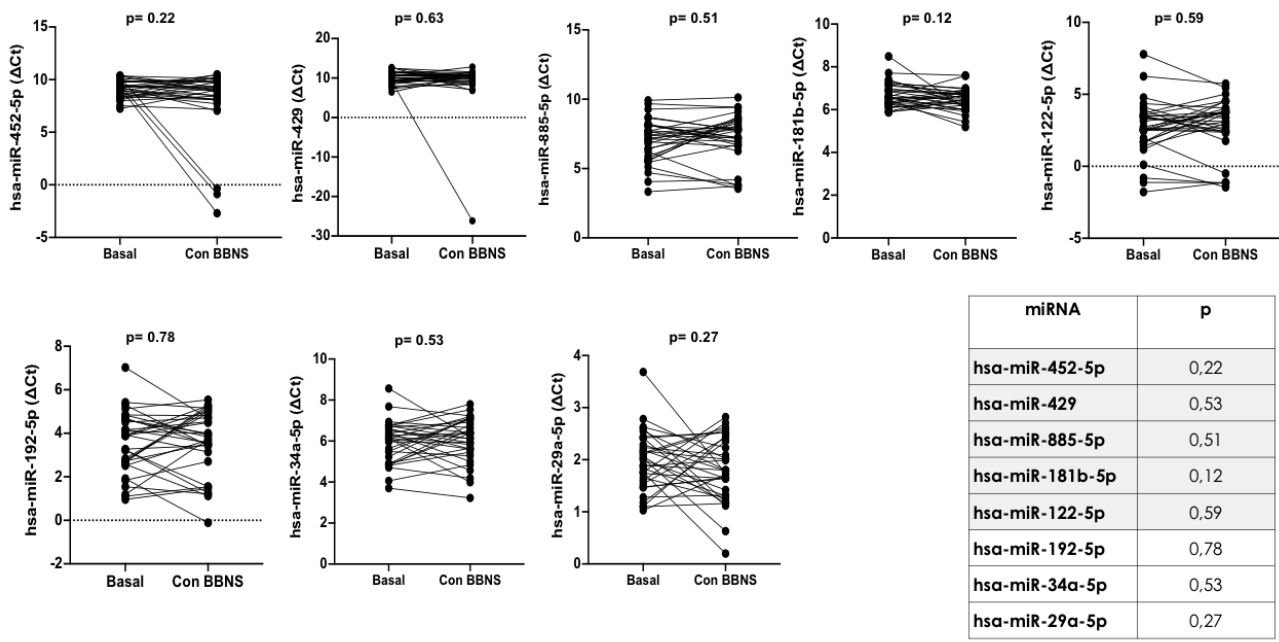 p= 0.22
hsa-miR-452-5p (ΔCt)
15
10
5
0
-5
Basal
Con BBNS
p= 0.63
hsa-miR-429 (ΔCt)
20
10
0
-10
-20
-30
Basal
Con BBNS
p= 0.51
hsa-miR-885-5p (ΔCt)
15
10
5
0
Basal
Con BBNS
p= 0.12
hsa-miR-181b-5p (ΔCt)
10
8
6
4
2
0
Basal
Con BBNS
p= 0.59
hsa-miR-122-5p (ΔCt)
10
5
0
-5
Basal
Con BBNS
p= 0.78
hsa-miR-192-5p (ΔCt)
8
6
4
2
0
-2
Basal
Con BBNS
p= 0.53
hsa-miR-34a-5p (ΔCt)
10
8
6
4
2
0
Basal
Con BBNS
p= 0.27
hsa-miR-29a-5p (ΔCt)
4
3
2
1
0
Basal
Con BBNS
miRNA p
hsa-miR-452-5p 0,22
hsa-miR-429 0,53
hsa-miR-885-5p 0,51
hsa-miR-181b-5p 0,12
hsa-miR-122-5p 0,59
hsa-miR-192-5p 0,78
hsa-miR-34a-5p 0,53
hsa-miR-29a-5p 0,27